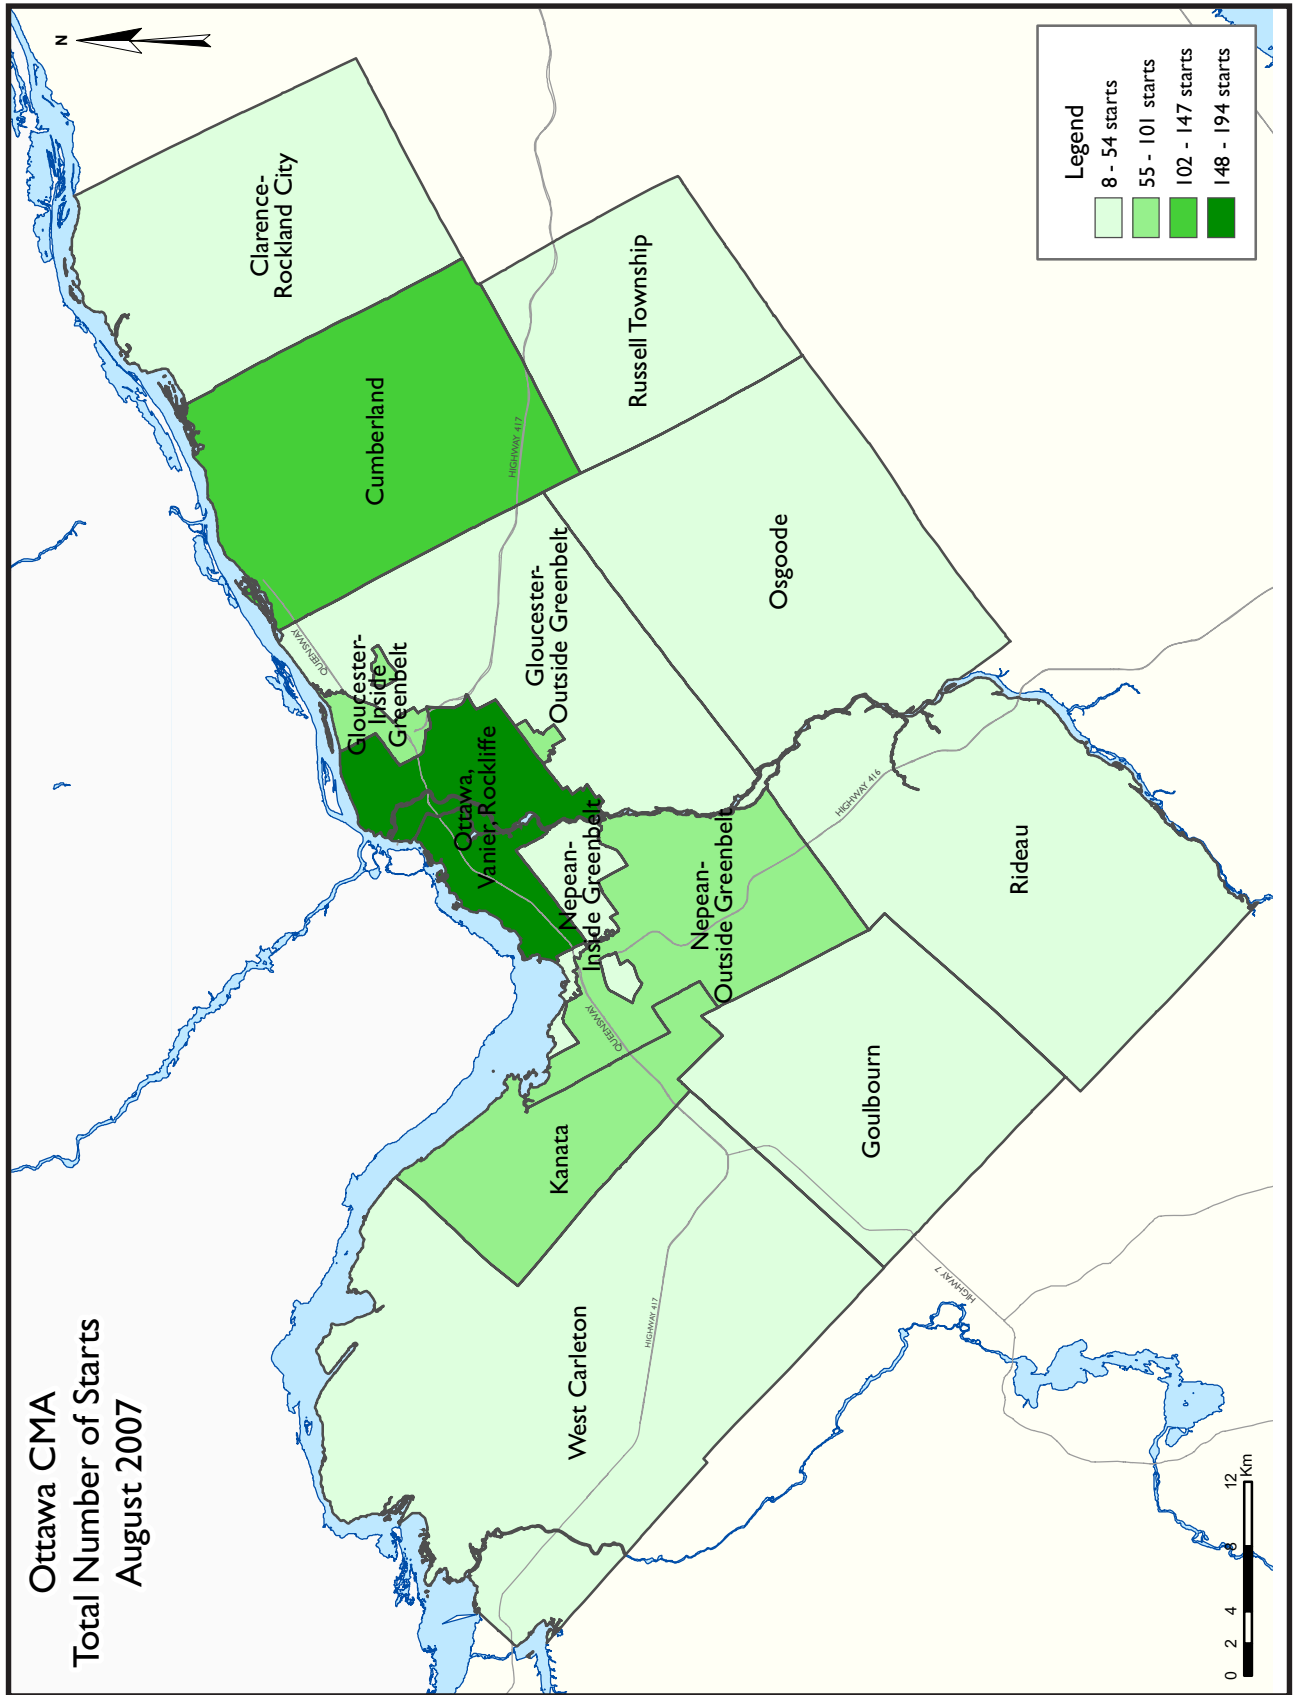 Ottawa CMA
Total Number of Starts
August 2007
N
Clarence-
Rockland City
Cumberland
Russell Township
HIGHWAY 417
QUEENSWAY
Gloucester-
Inside
Greenbelt
Gloucester-
Outside Greenbelt
Osgoode
Ottawa,
Vanier, Rockliffe
Nepean-
Inside Greenbelt
Nepean-
Outside Greenbelt
HIGHWAY 416
Rideau
QUEENSWAY
Kanata
Goulbourn
West Carleton
HIGHWAY 417
HIGHWAY 7
Legend
8 - 54 starts
55 - 101 starts
102 - 147 starts
148 - 194 starts
0 2 4 8 12
Km